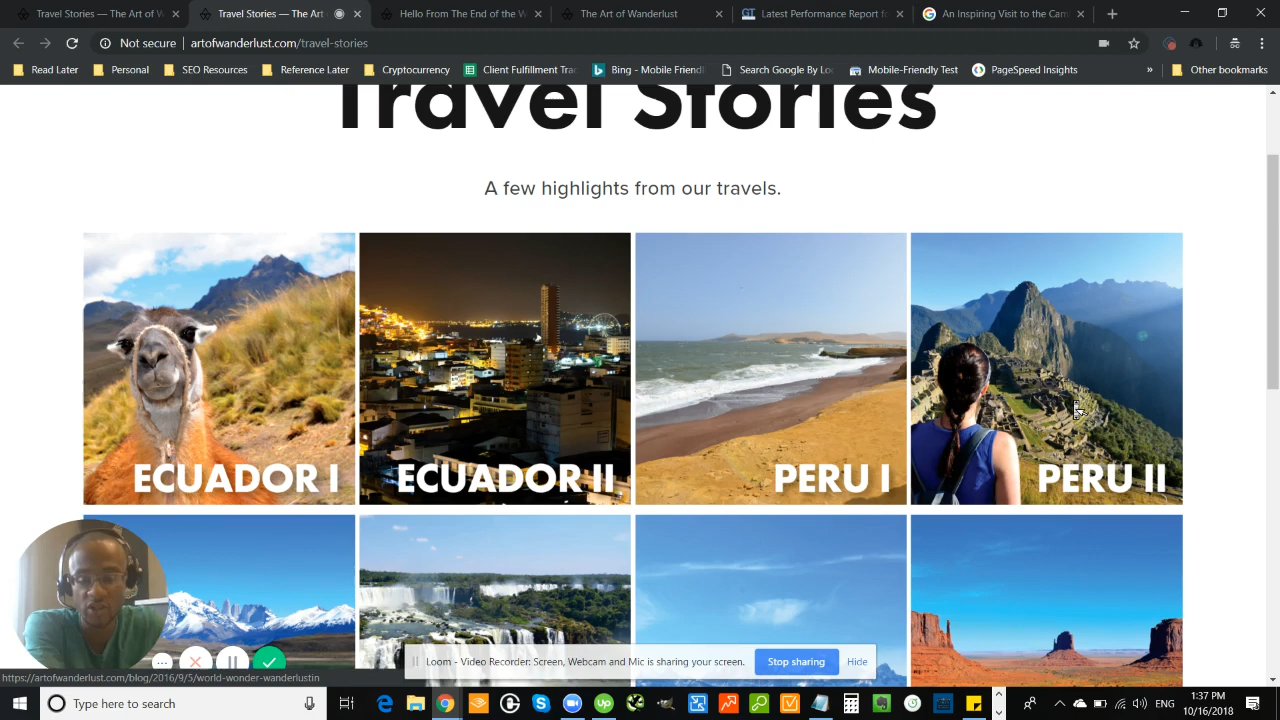 Travel Stories — The Art of W
Travel Stories — The Art
Hello From The End of the W
The Art of Wanderlust
Latest Performance Report fo
An Inspiring Visit to the Cam
Not secure
artofwanderlust.com/travel-stories
Read Later
Personal
SEO Resources
Reference Later
Cryptocurrency
Client Fulfillment Trac
Bing - Mobile Friendl
Search Google By Loc
Mobile-Friendly Test
PageSpeed Insights
»
Other bookmarks
Travel Stories
A few highlights from our travels.
ECUADOR I
ECUADOR II
PERU I
PERU II
Loom - Video Recorder: Screen, Webcam and Mic is sharing your screen.
Stop sharing
Hide
https://artofwanderlust.com/blog/2016/9/5/world-wonder-wanderlustin
Type here to search
ENG
1:37 PM
10/16/2018